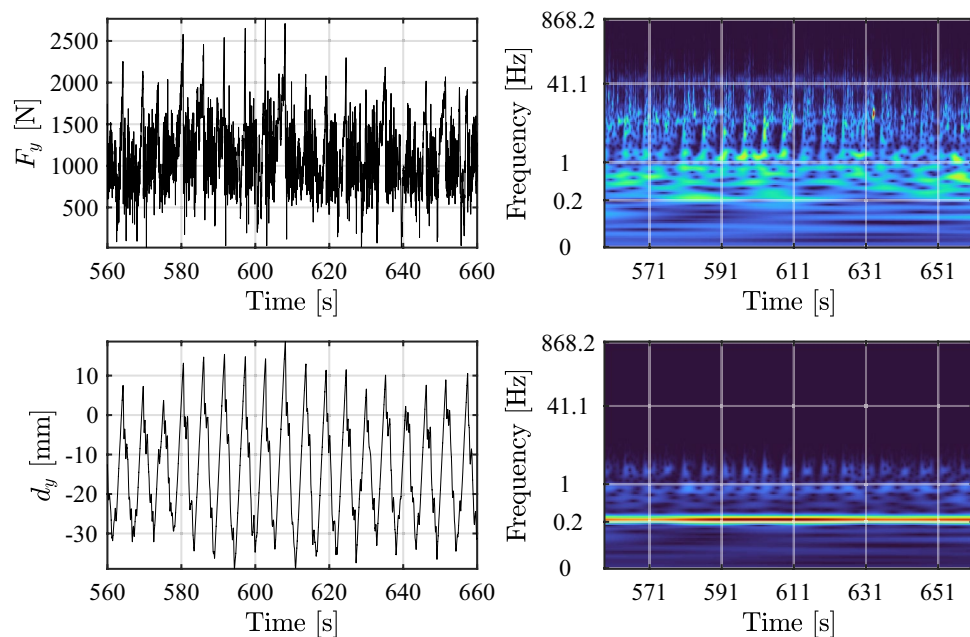 F_y [N]
2500
2000
1500
1000
500
560 580 600 620 640 660
Time [s]
Frequency [Hz]
868.2
41.1
1
0.2
0
571 591 611 631 651
Time [s]
d_y [mm]
10
0
-10
-20
-30
560 580 600 620 640 660
Time [s]
Frequency [Hz]
868.2
41.1
1
0.2
0
571 591 611 631 651
Time [s]